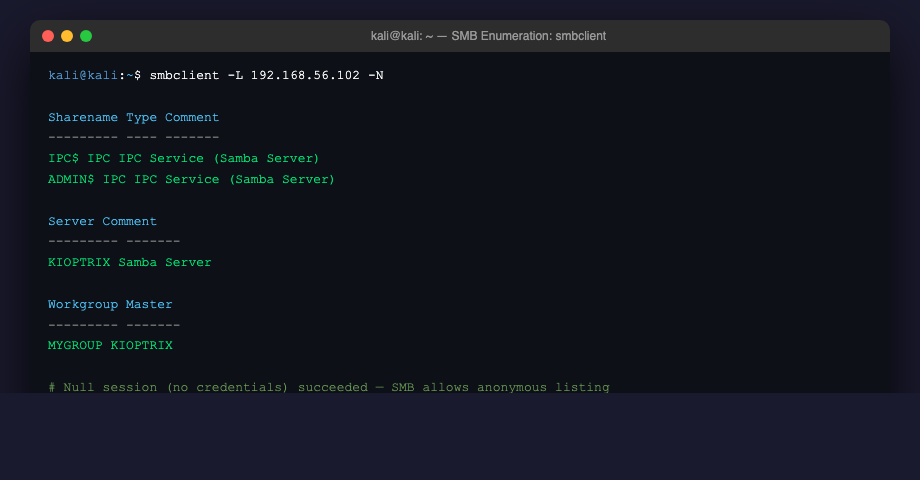 kali@kali: ~ — SMB Enumeration: smbclient
kali@kali:~$ smbclient -L 192.168.56.102 -N
Sharename Type Comment
--------- ---- -------
IPC$ IPC IPC Service (Samba Server)
ADMIN$ IPC IPC Service (Samba Server)
Server Comment
--------- -------
KIOPTRIX Samba Server
Workgroup Master
--------- -------
MYGROUP KIOPTRIX
# Null session (no credentials) succeeded — SMB allows anonymous listing